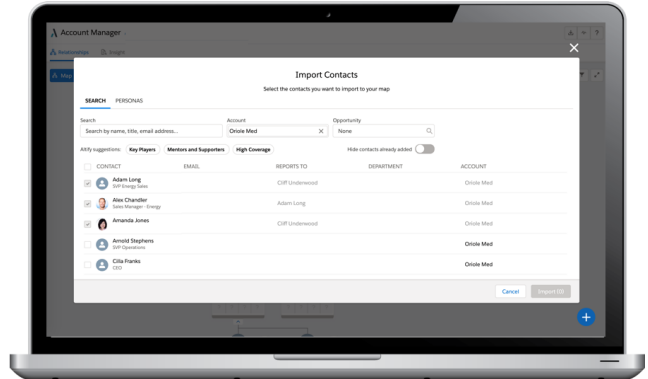 Account Manager
Relationships Insight
Map
Import Contacts
Select the contacts you want to import to your map
SEARCH PERSONAS
Search Account Opportunity
Search by name, title, email address... Oriole Med None
Altify suggestions: Key Players Mentors and Supporters High Coverage Hide contacts already added
CONTACT EMAIL REPORTS TO DEPARTMENT ACCOUNT
Adam Long Cliff Underwood Oriole Med
SVP Energy Sales
Alex Chandler Adam Long Oriole Med
Sales Manager - Energy
Amanda Jones Cliff Underwood Oriole Med
Arnold Stephens Oriole Med
SVP Operations
Cilla Franks Oriole Med
CEO
Cancel Import (0)